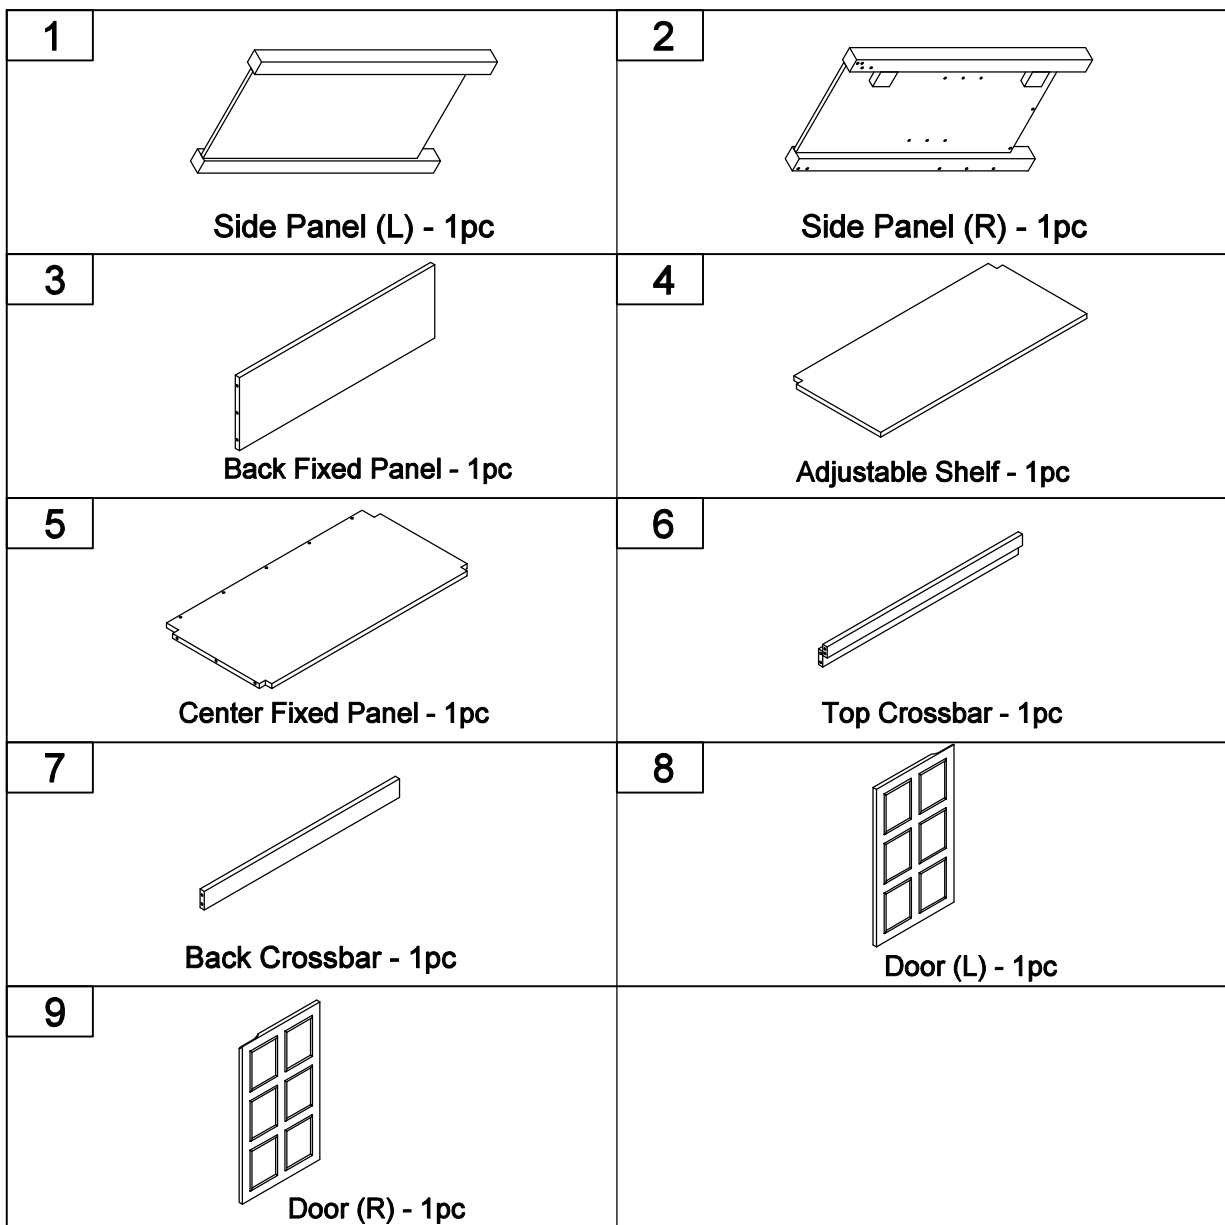 1
Side Panel (L) - 1pc
2
Side Panel (R) - 1pc
3
Back Fixed Panel - 1pc
4
Adjustable Shelf - 1pc
5
Center Fixed Panel - 1pc
6
Top Crossbar - 1pc
7
Back Crossbar - 1pc
8
Door (L) - 1pc
9
Door (R) - 1pc